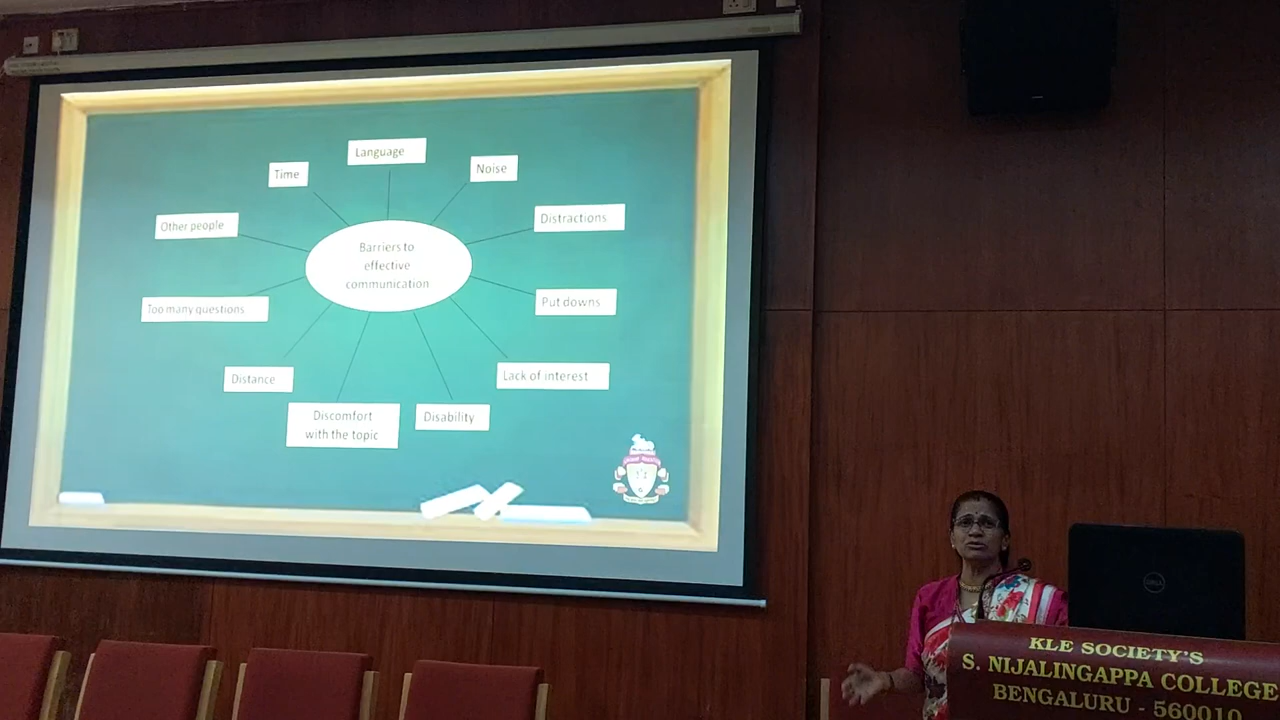 Language
Time
Noise
Other people
Distractions
Barriers to
effective
communication
Too many questions
Put downs
Distance
Lack of interest
Discomfort
with the topic
Disability
DELL
KLE SOCIETY'S
S. NIJALINGAPPA COLLEGE
BENGALURU - 560010